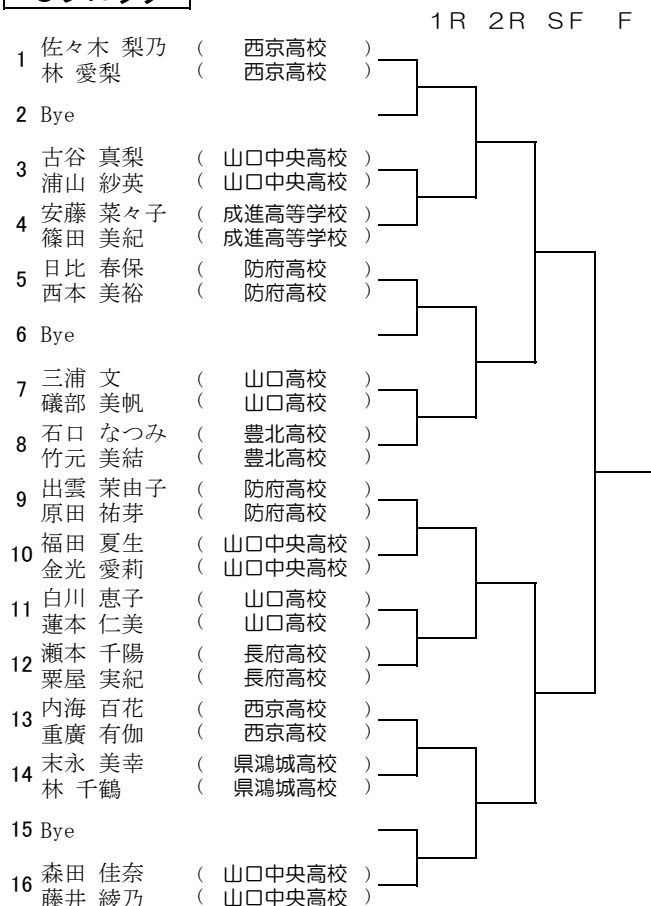 1R 2R SF F
1 佐々木 梨乃 ( 西京高校 )
林 愛梨 ( 西京高校 )
2 Bye
3 古谷 真梨 ( 山口中央高校 )
浦山 紗英 ( 山口中央高校 )
4 安藤 菜々子 ( 成進高等学校 )
篠田 美紀 ( 成進高等学校 )
5 日比 春保 ( 防府高校 )
西本 美裕 ( 防府高校 )
6 Bye
7 三浦 文 ( 山口高校 )
礒部 美帆 ( 山口高校 )
8 石口 なつみ ( 豊北高校 )
竹元 美結 ( 豊北高校 )
9 出雲 茉由子 ( 防府高校 )
原田 祐芽 ( 防府高校 )
10 福田 夏生 ( 山口中央高校 )
金光 愛莉 ( 山口中央高校 )
11 白川 恵子 ( 山口高校 )
蓮本 仁美 ( 山口高校 )
12 瀬本 千陽 ( 長府高校 )
粟屋 実紀 ( 長府高校 )
13 内海 百花 ( 西京高校 )
重廣 有伽 ( 西京高校 )
14 末永 美幸 ( 県鴻城高校 )
林 千鶴 ( 県鴻城高校 )
15 Bye
16 森田 佳奈 ( 山口中央高校 )
藤井 綾乃 ( 山口中央高校 )